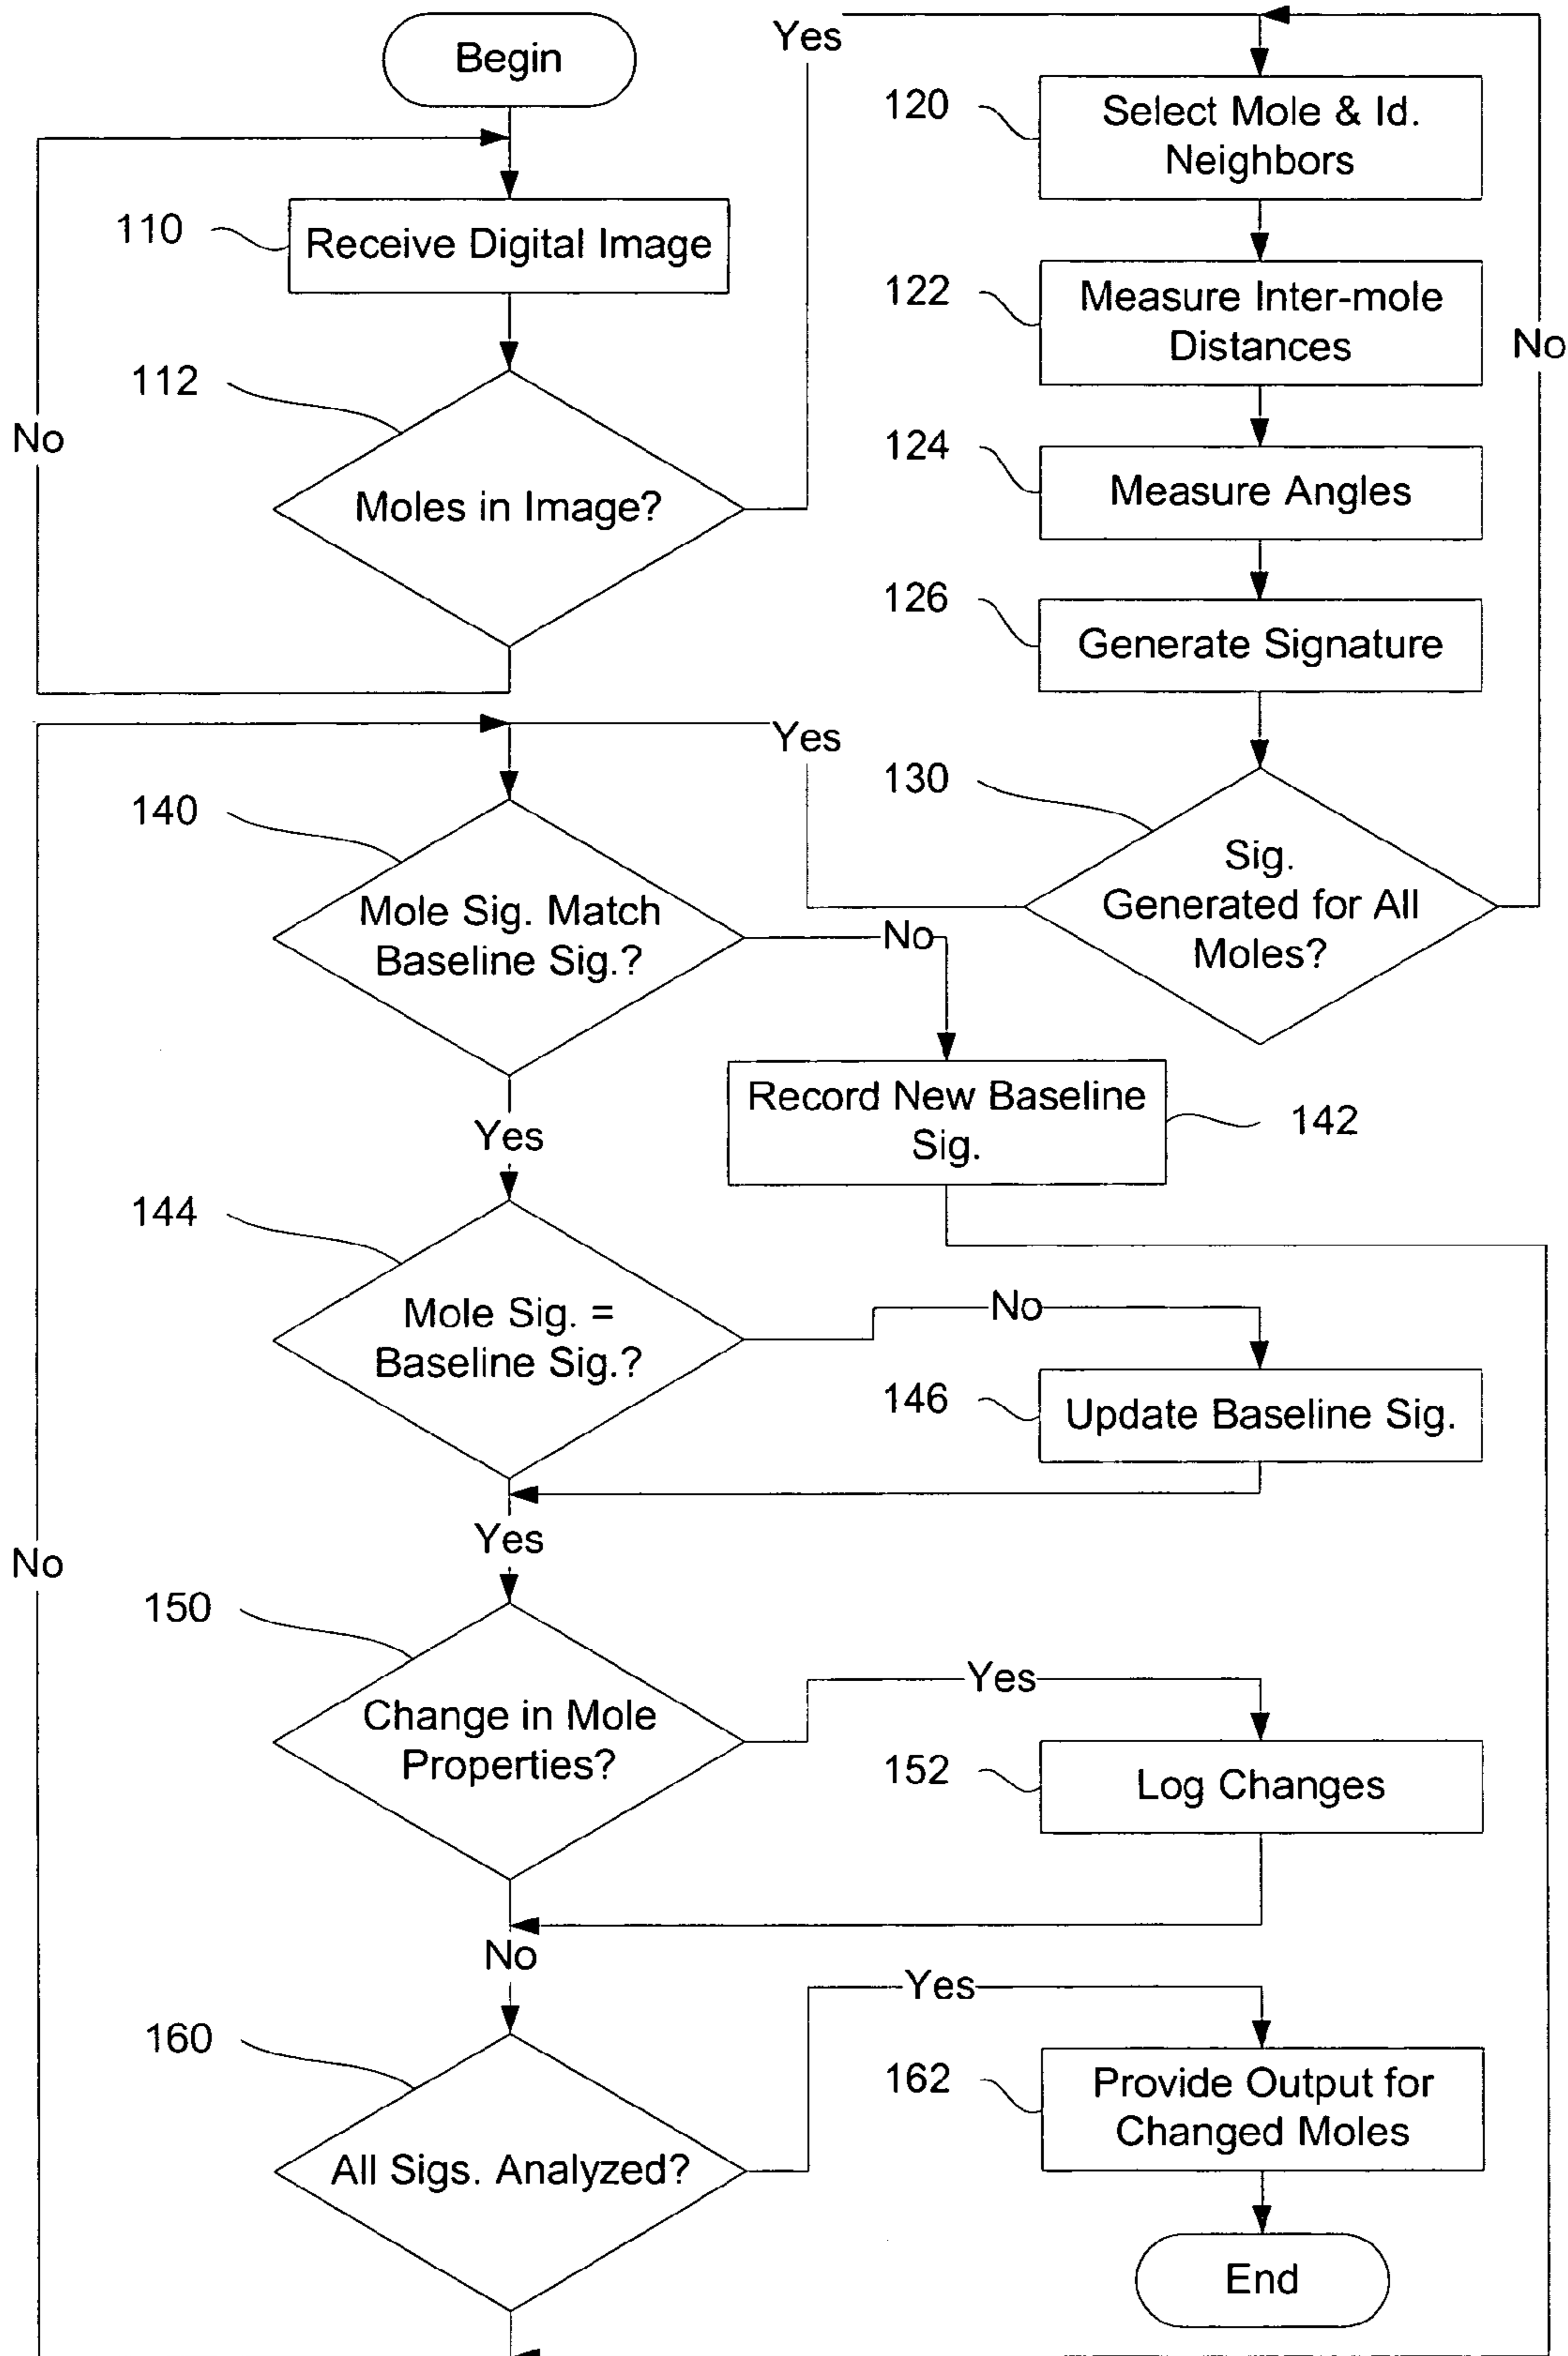 Begin
110
Receive Digital Image
112
Moles in Image?
No
Yes
120
Select Mole & Id.
Neighbors
122
Measure Inter-mole
Distances
124
Measure Angles
126
Generate Signature
130
Sig.
Generated for All
Moles?
No
Yes
140
Mole Sig. Match
Baseline Sig.?
No
Record New Baseline
Sig.
142
Yes
144
Mole Sig. =
Baseline Sig.?
No
146
Update Baseline Sig.
Yes
150
Change in Mole
Properties?
Yes
152
Log Changes
No
160
All Sigs. Analyzed?
Yes
162
Provide Output for
Changed Moles
End
No